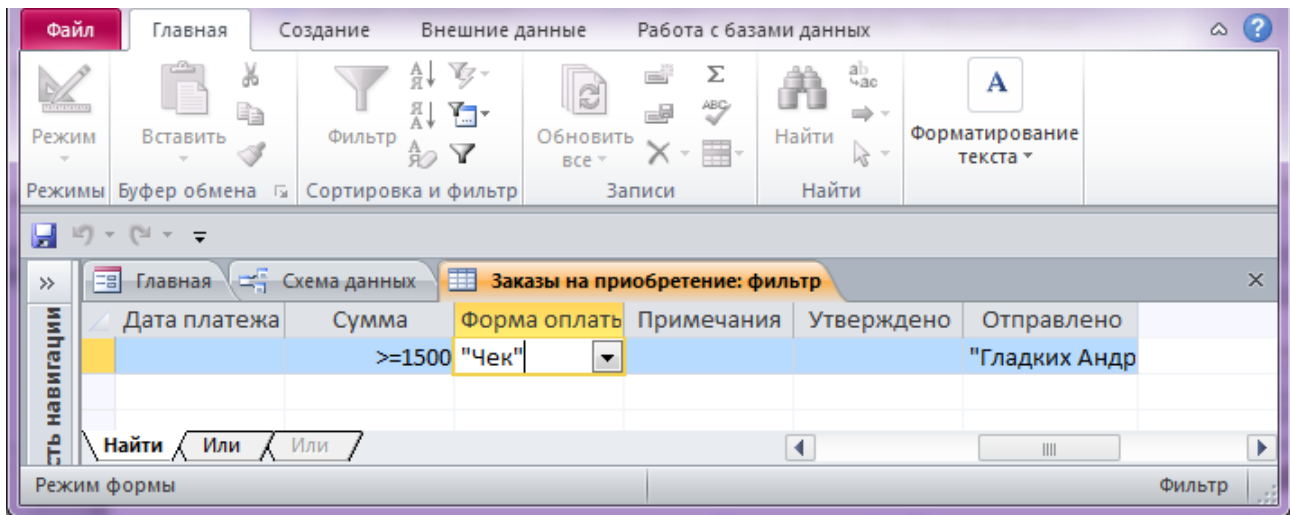 Файл Главная Создание Внешние данные Работа с базами данных
Режим Вставить Фильтр Обновить все Найти Форматирование текста
Режимы Буфер обмена Сортировка и фильтр Записи Найти
Главная Схема данных Заказы на приобретение: фильтр
Дата платежа Сумма Форма оплать Примечания Утверждено Отправлено
>=1500 "Чек" "Гладких Андр
сть навигации
Найти Или Или
Режим формы Фильтр